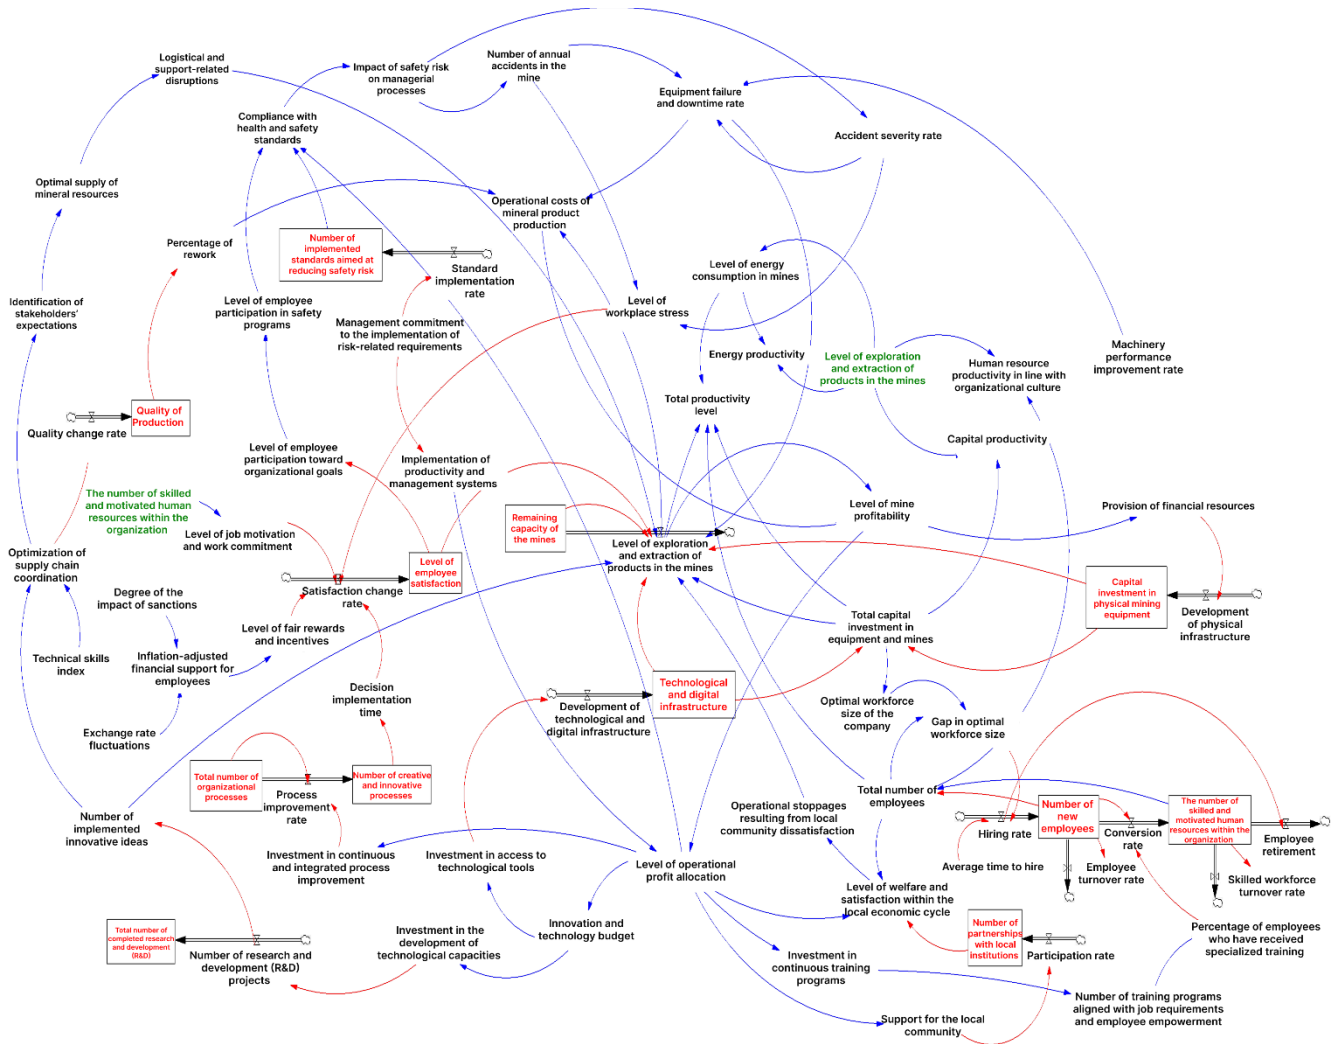 Logistical and
support-related
disruptions
Impact of safety risk
on managerial
processes
Number of annual
accidents in the
mine
Equipment failure
and downtime rate
Compliance with
health and safety
standards
Accident severity rate
Optimal supply of
mineral resources
Operational costs of
mineral product
production
Percentage of
rework
Number of
implemented
standards aimed at
reducing safety risk
Standard
implementation
rate
Level of energy
consumption in mines
Identification of
stakeholders'
expectations
Level of employee
participation in safety
programs
Management commitment
to the implementation of
risk-related requirements
Level of
workplace stress
Energy productivity
Level of exploration
and extraction of
products in the mines
Human resource
productivity in line with
organizational culture
Machinery
performance
improvement rate
Quality of
Production
Quality change rate
Total productivity
level
Capital productivity
Level of employee
participation toward
organizational goals
Implementation of
productivity and
management systems
The number of skilled
and motivated human
resources within the
organization
Level of job motivation
and work commitment
Remaining
capacity of
the mines
Level of mine
profitability
Provision of financial
resources
Level of exploration
and extraction of
products in the mines
Optimization of
supply chain
coordination
Level of
employee
satisfaction
Satisfaction change
rate
Degree of the
impact of sanctions
Capital
investment in
physical mining
equipment
Development
of physical
infrastructure
Level of fair rewards
and incentives
Total capital
investment in
equipment and mines
Technical skills
index
Inflation-adjusted
financial support for
employees
Decision
implementation
time
Technological
and digital
infrastructure
Development of
technological and
digital infrastructure
Optimal workforce
size of the
company
Gap in optimal
workforce size
Exchange rate
fluctuations
Total number of
organizational
processes
Process
improvement
rate
Number of creative
and innovative
processes
Total number of
employees
Number of
implemented
innovative ideas
Operational stoppages
resulting from local
community dissatisfaction
Hiring rate
Number of
new
employees
Conversion
rate
The number of
skilled and
motivated human
resources within the
organization
Employee
retirement
Investment in continuous
and integrated process
improvement
Investment in access to
technological tools
Level of operational
profit allocation
Average time to hire
Employee
turnover rate
Skilled workforce
turnover rate
Level of welfare and
satisfaction within the
local economic cycle
Total number of
completed research
and development
(R&D)
Number of research and
development (R&D)
projects
Investment in the
development of
technological capacities
Innovation and
technology budget
Number of
partnerships
with local
institutions
Participation rate
Percentage of employees
who have received
specialized training
Investment in
continuous training
programs
Number of training programs
aligned with job requirements
and employee empowerment
Support for the local
community